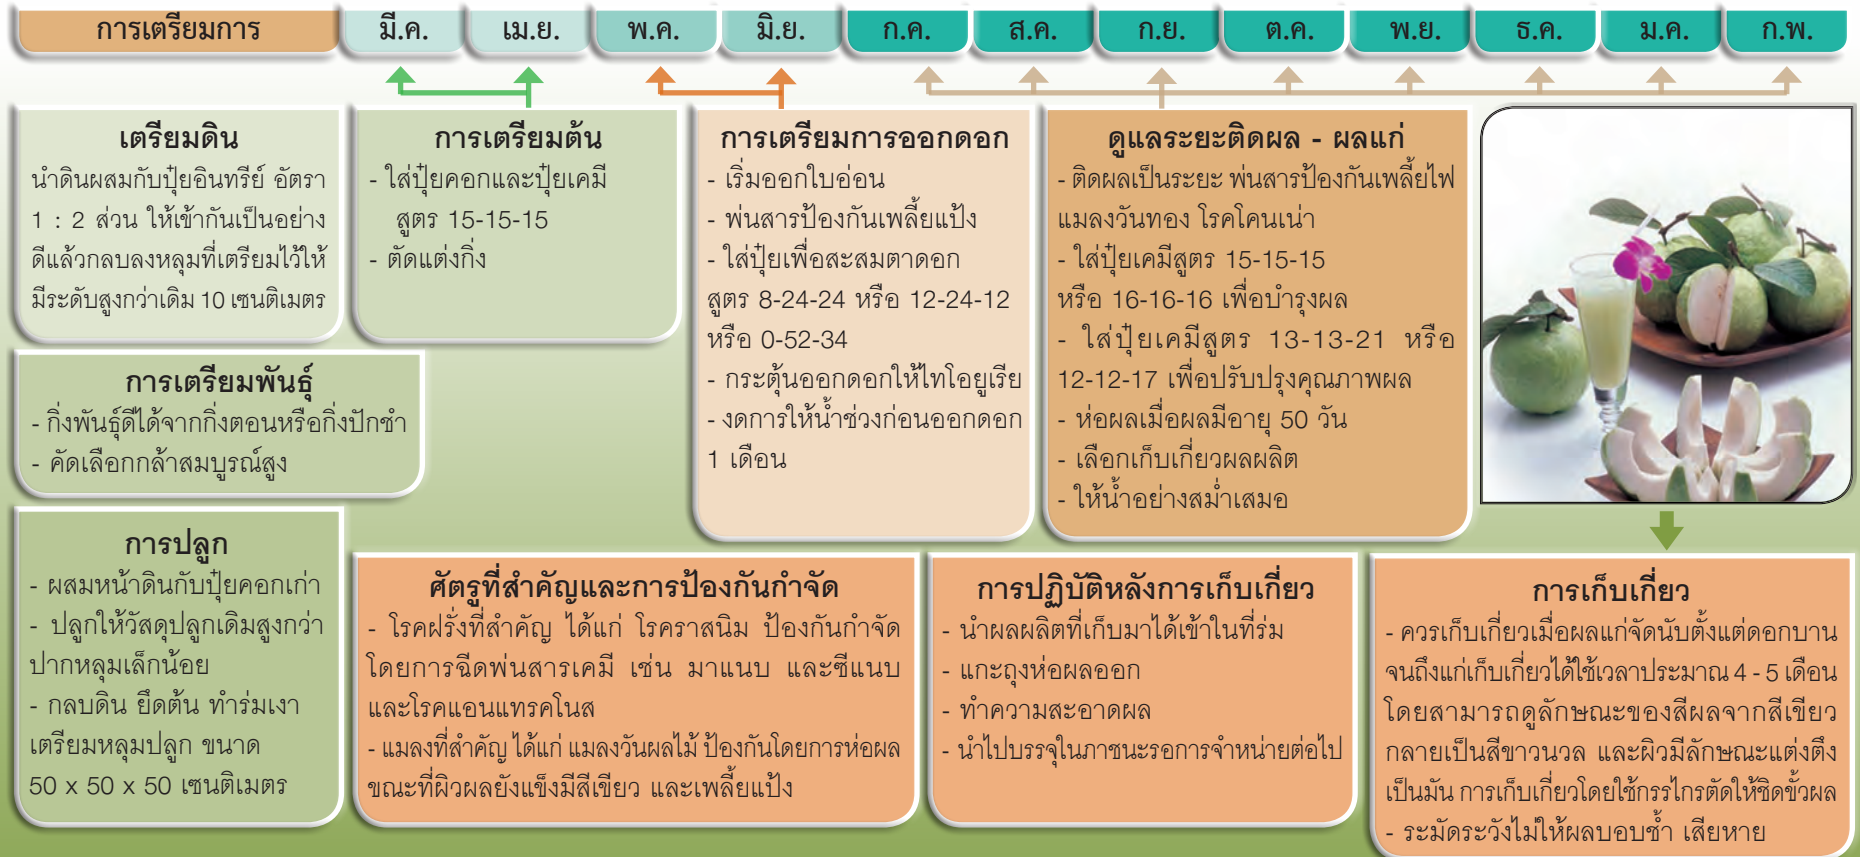 การเตรียมการ
มี.ค.
เม.ย.
พ.ค.
มิ.ย.
ก.ค.
ส.ค.
ก.ย.
ต.ค.
พ.ย.
ธ.ค.
ม.ค.
ก.พ.
เตรียมดิน
นำดินผสมกับปุ๋ยอินทรีย์ อัตรา
1 : 2 ส่วน ให้เข้ากันเป็นอย่าง
ดีแล้วกลบลงหลุมที่เตรียมไว้ให้
มีระดับสูงกว่าเดิม 10 เซนติเมตร
การเตรียมต้น
- ใส่ปุ๋ยคอกและปุ๋ยเคมี
สูตร 15-15-15
- ตัดแต่งกิ่ง
การเตรียมการออกดอก
- เริ่มออกใบอ่อน
- พ่นสารป้องกันเพลี้ยแป้ง
- ใส่ปุ๋ยเพื่อสะสมตาดอก
สูตร 8-24-24 หรือ 12-24-12
หรือ 0-52-34
- กระตุ้นออกดอกให้ไทโอยูเรีย
- งดการให้น้ำช่วงก่อนออกดอก
1 เดือน
ดูแลระยะติดผล - ผลแก่
- ติดผลเป็นระยะ พ่นสารป้องกันเพลี้ยไฟ
แมลงวันทอง โรคโคนเน่า
- ใส่ปุ๋ยเคมีสูตร 15-15-15
หรือ 16-16-16 เพื่อบำรุงผล
- ใส่ปุ๋ยเคมีสูตร 13-13-21 หรือ
12-12-17 เพื่อปรับปรุงคุณภาพผล
- ห่อผลเมื่อผลมีอายุ 50 วัน
- เลือกเก็บเกี่ยวผลผลิต
- ให้น้ำอย่างสม่ำเสมอ
การเตรียมพันธุ์
- กิ่งพันธุ์ดีได้จากกิ่งตอนหรือกิ่งปักชำ
- คัดเลือกกล้าสมบูรณ์สูง
การปลูก
- ผสมหน้าดินกับปุ๋ยคอกเก่า
- ปลูกให้วัสดุปลูกเดิมสูงกว่า
ปากหลุมเล็กน้อย
- กลบดิน ยึดต้น ทำร่มเงา
เตรียมหลุมปลูก ขนาด
50 x 50 x 50 เซนติเมตร
ศัตรูที่สำคัญและการป้องกันกำจัด
- โรคฝรั่งที่สำคัญ ได้แก่ โรคราสนิม ป้องกันกำจัด
โดยการฉีดพ่นสารเคมี เช่น มาแนบ และซีแนบ
และโรคแอนแทรคโนส
- แมลงที่สำคัญ ได้แก่ แมลงวันผลไม้ ป้องกันโดยการห่อผล
ขณะที่ผิวผลยังแข็งมีสีเขียว และเพลี้ยแป้ง
การปฏิบัติหลังการเก็บเกี่ยว
- นำผลผลิตที่เก็บมาได้เข้าในที่ร่ม
- แกะถุงห่อผลออก
- ทำความสะอาดผล
- นำไปบรรจุในภาชนะรอการจำหน่ายต่อไป
การเก็บเกี่ยว
- ควรเก็บเกี่ยวเมื่อผลแก่จัดนับตั้งแต่ดอกบาน
จนถึงแก่เก็บเกี่ยวได้ใช้เวลาประมาณ 4 - 5 เดือน
โดยสามารถดูลักษณะของสีผลจากสีเขียว
กลายเป็นสีขาวนวล และผิวมีลักษณะแต่งตึง
เป็นมัน การเก็บเกี่ยวโดยใช้กรรไกรตัดให้ชิดขั้วผล
- ระมัดระวังไม่ให้ผลบอบช้ำ เสียหาย